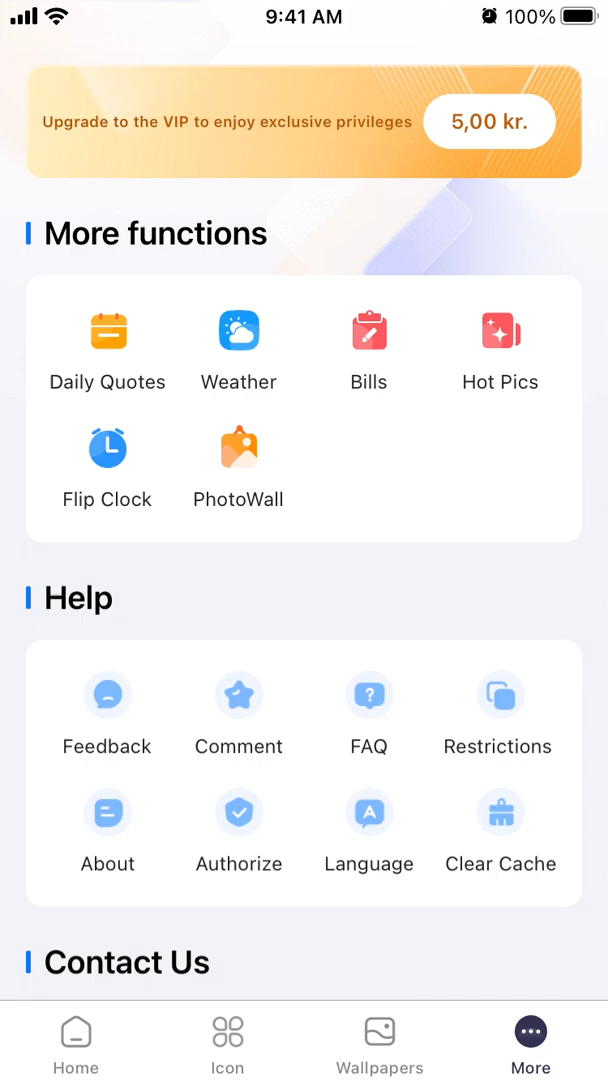 9:41 AM
100%
Upgrade to the VIP to enjoy exclusive privileges
5,00 kr.
More functions
Daily Quotes
Weather
Bills
Hot Pics
Flip Clock
PhotoWall
Help
Feedback
Comment
FAQ
Restrictions
About
Authorize
Language
Clear Cache
Contact Us
Home
Icon
Wallpapers
More